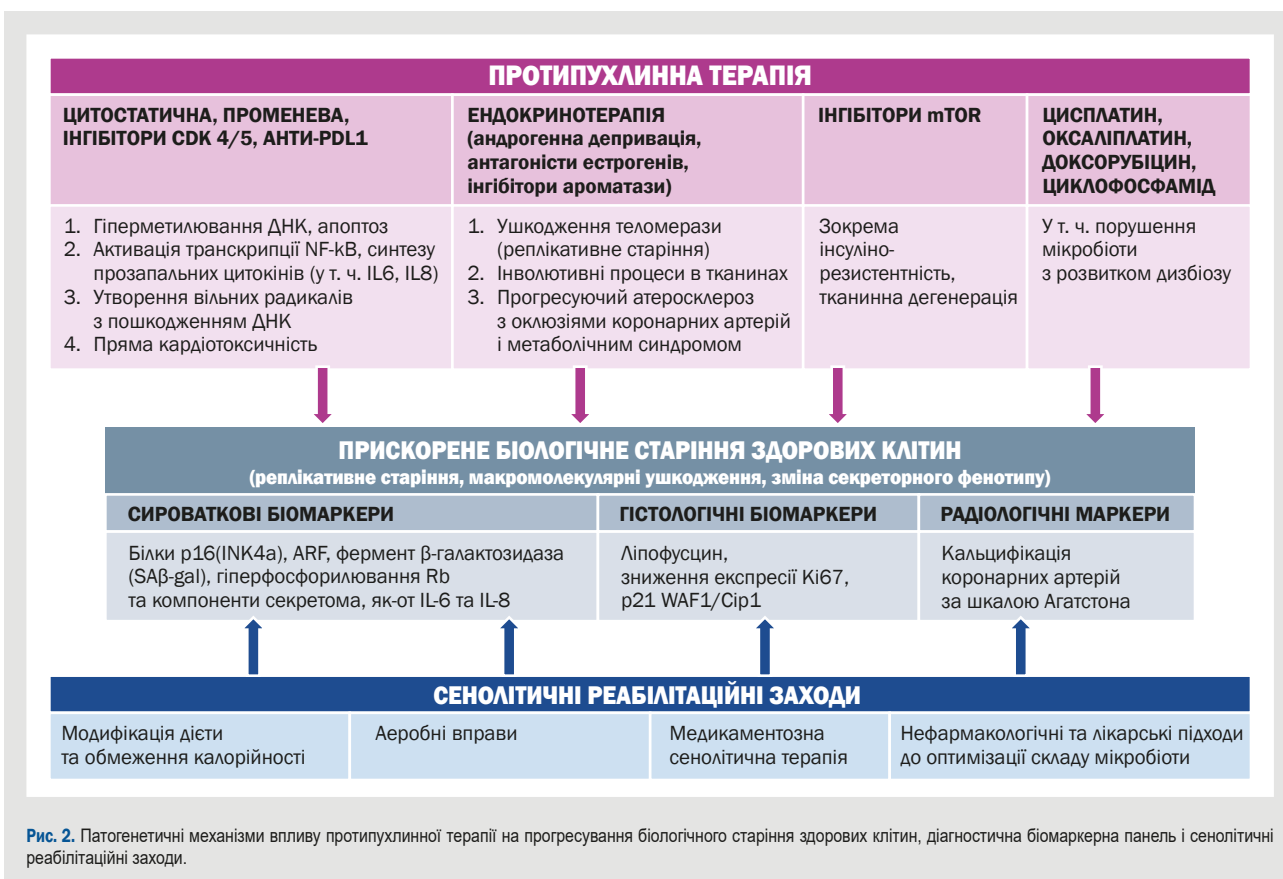 ПРОТИПУХЛИННА ТЕРАПІЯ
ЦИТОСТАТИЧНА, ПРОМЕНЕВА,
ІНГІБІТОРИ CDK 4/5, АНТИ-PDL1
1. Гіперметилювання ДНК, апоптоз
2. Активація транскрипції NF-kB, синтезу
прозапальних цитокінів (у т. ч. IL6, IL8)
3. Утворення вільних радикалів
з пошкодженням ДНК
4. Пряма кардіотоксичність
ЕНДОКРИНОТЕРАПІЯ
(андрогенна депривація,
антагоністи естрогенів,
інгібітори ароматази)
1. Ушкодження теломерази
(реплікативне старіння)
2. Інволютивні процеси в тканинах
3. Прогресуючий атеросклероз
з оклюзіями коронарних артерій
і метаболічним синдромом
ІНГІБІТОРИ mTOR
Зокрема
інсуліно-
резистентність,
тканинна дегенерація
ЦИСПЛАТИН,
ОКСАЛІПЛАТИН,
ДОКСОРУБІЦИН,
ЦИКЛОФОСФАМІД
У т. ч. порушення
мікробіоти
з розвитком дизбіозу
ПРИСКОРЕНЕ БІОЛОГІЧНЕ СТАРІННЯ ЗДОРОВИХ КЛІТИН
(реплікативне старіння, макромолекулярні ушкодження, зміна секреторного фенотипу)
СИРОВАТКОВІ БІОМАРКЕРИ
Білки p16(INK4a), ARF, фермент β-галактозидаза
(SAβ-gal), гіперфосфорилювання Rb
та компоненти секретома, як-от IL-6 та IL-8
ГІСТОЛОГІЧНІ БІОМАРКЕРИ
Ліпофусцин,
зниження експресії Ki67,
p21 WAF1/Cip1
РАДІОЛОГІЧНІ МАРКЕРИ
Кальцифікація
коронарних артерій
за шкалою Агатстона
СЕНОЛІТИЧНІ РЕАБІЛІТАЦІЙНІ ЗАХОДИ
Модифікація дієти
та обмеження калорійності
Аеробні вправи
Медикаментозна
сенолітична терапія
Нефармакологічні та лікарські підходи
до оптимізації складу мікробіоти
Рис. 2. Патогенетичні механізми впливу протипухлинної терапії на прогресування біологічного старіння здорових клітин, діагностична біомаркерна панель і сенолітичні
реабілітаційні заходи.